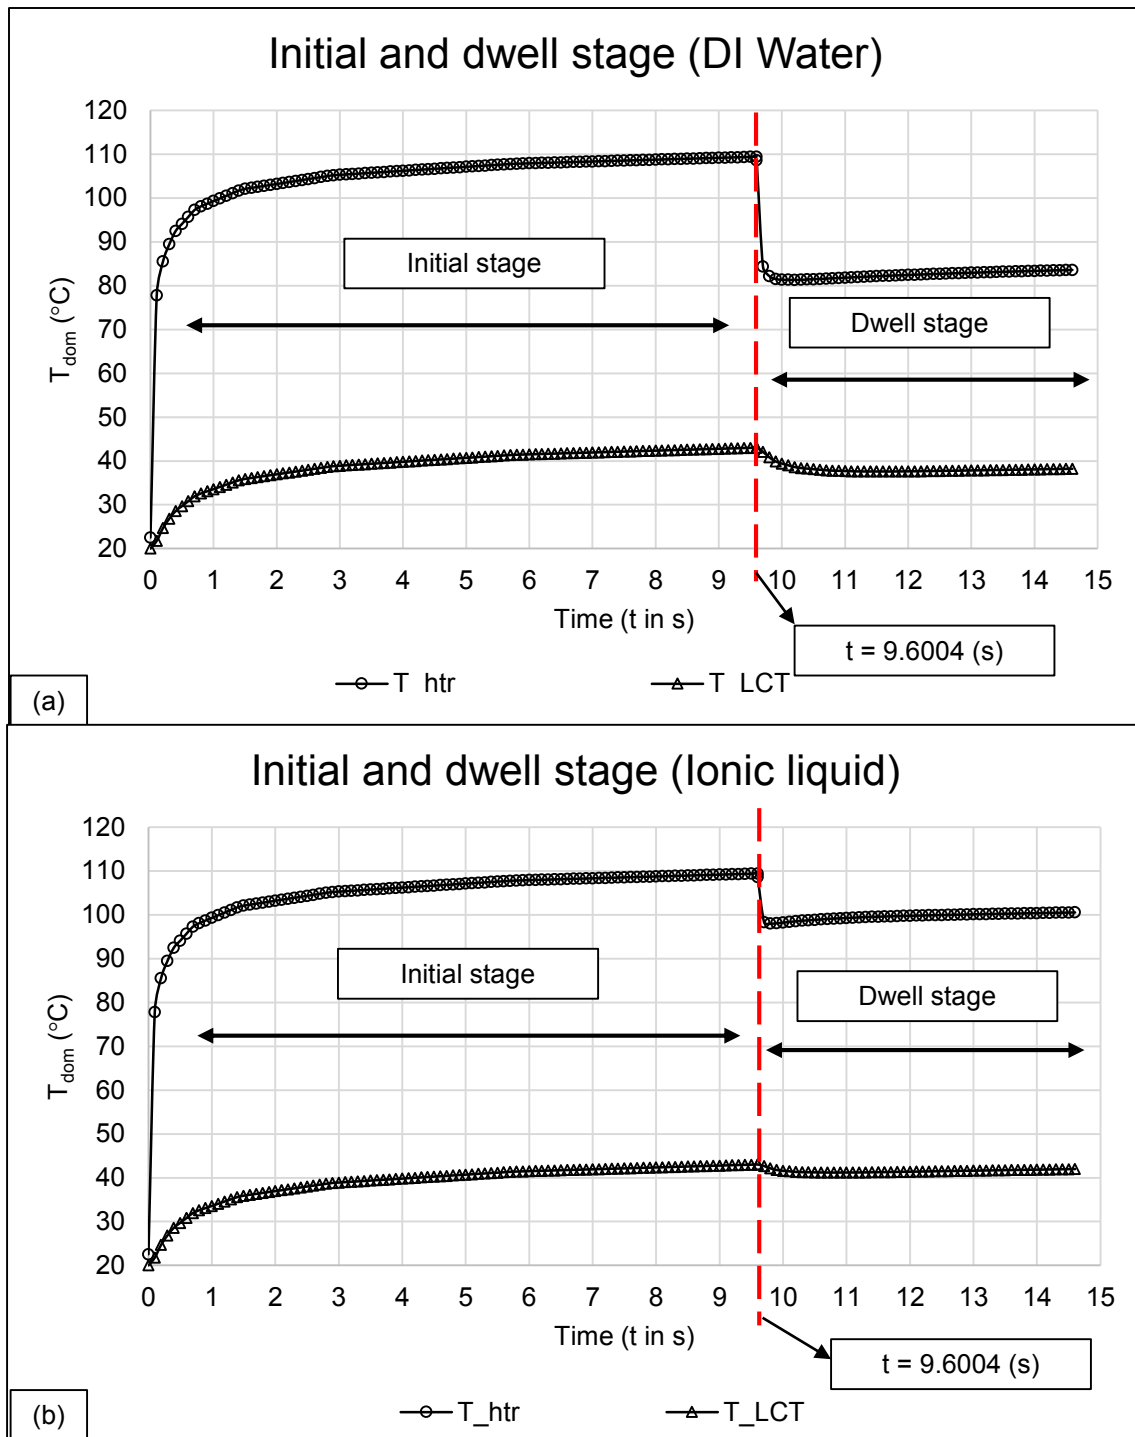 Initial and dwell stage (DI Water)
120
110
100
90
80
70
60
50
40
30
20
T_dom (°C)
Initial stage
Dwell stage
0 1 2 3 4 5 6 7 8 9 10 11 12 13 14 15
Time (t in s)
t = 9.6004 (s)
T htr T LCT
(a)
Initial and dwell stage (Ionic liquid)
120
110
100
90
80
70
60
50
40
30
20
T_dom (°C)
Initial stage
Dwell stage
0 1 2 3 4 5 6 7 8 9 10 11 12 13 14 15
Time (t in s)
t = 9.6004 (s)
T_htr T_LCT
(b)